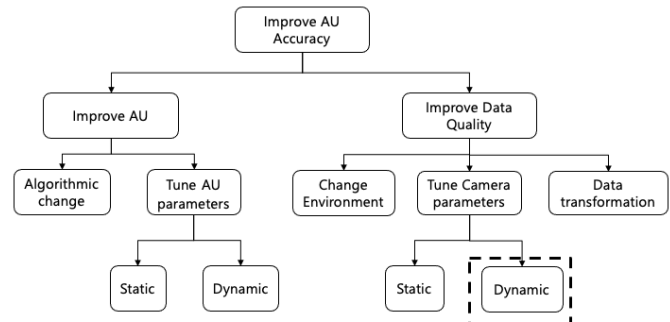 Improve AU
Accuracy
Improve AU
Improve Data
Quality
Algorithmic
change
Tune AU
parameters
Change
Environment
Tune Camera
parameters
Data
transformation
Static
Dynamic
Static
Dynamic